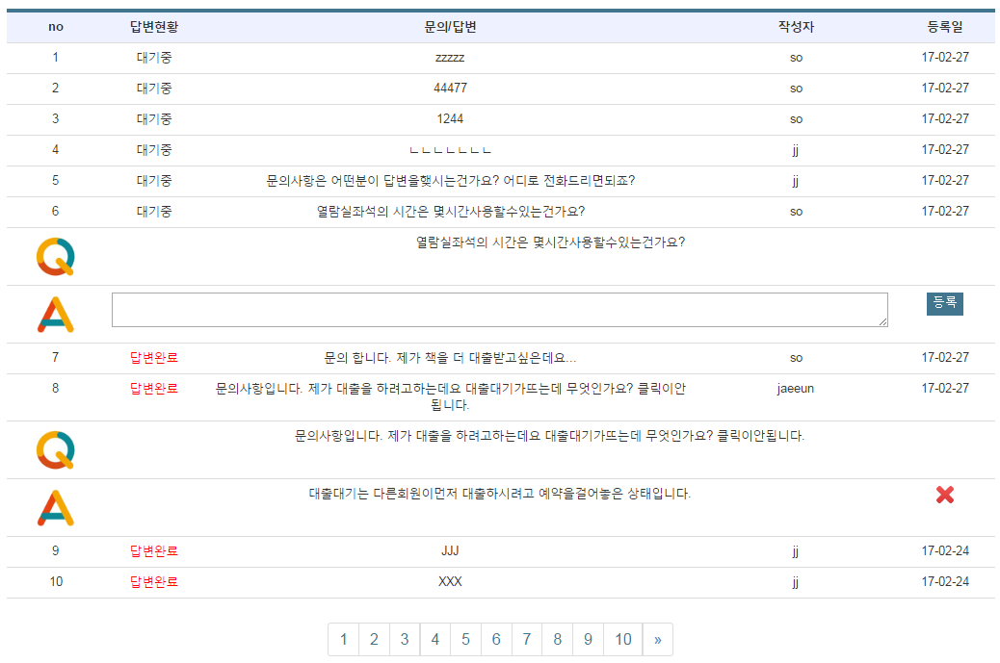 no 답변현황 문의/답변 작성자 등록일
1 대기중 zzzzz so 17-02-27
2 대기중 44477 so 17-02-27
3 대기중 1244 so 17-02-27
4 대기중 ㄴㄴㄴㄴㄴㄴㄴ jj 17-02-27
5 대기중 문의사항은 어떤분이 답변을햊시는건가요? 어디로 전화드리면되죠? jj 17-02-27
6 대기중 열람실좌석의 시간은 몇시간사용할수있는건가요? so 17-02-27
Q 열람실좌석의 시간은 몇시간사용할수있는건가요?
A 등록
7 답변완료 문의 합니다. 제가 책을 더 대출받고싶은데요... so 17-02-27
8 답변완료 문의사항입니다. 제가 대출을 하려고하는데요 대출대기가뜨는데 무엇인가요? 클릭이안 jaeeun 17-02-27
됩니다.
Q 문의사항입니다. 제가 대출을 하려고하는데요 대출대기가뜨는데 무엇인가요? 클릭이안됩니다.
A 대출대기는 다른회원이먼저 대출하시려고 예약을걸어놓은 상태입니다.
9 답변완료 JJJ jj 17-02-24
10 답변완료 XXX jj 17-02-24
1 2 3 4 5 6 7 8 9 10 »